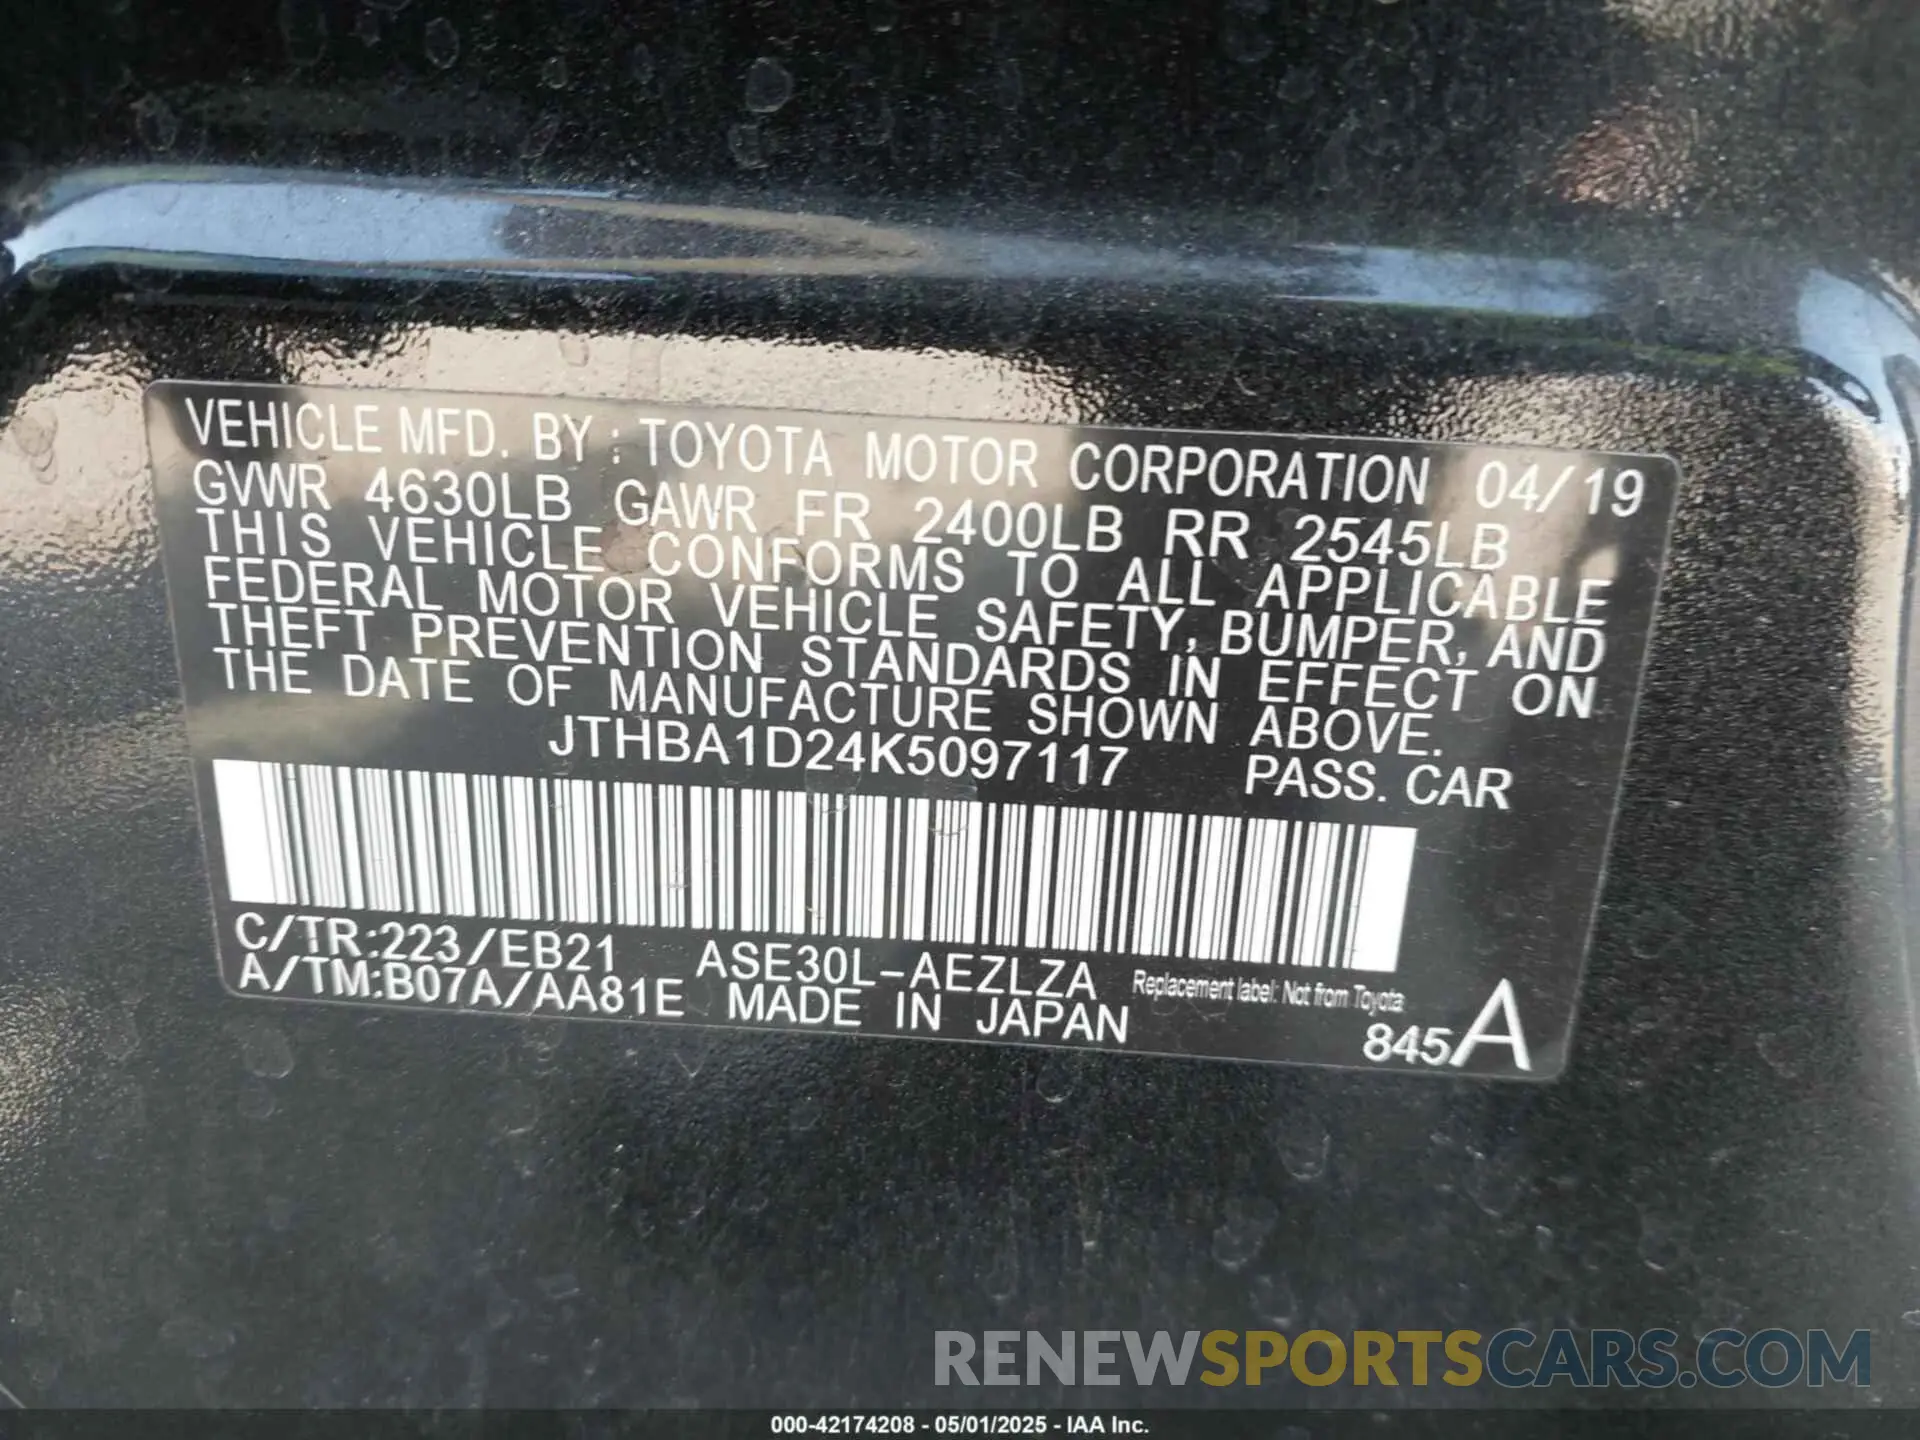 VEHICLE MFD. BY : TOYOTA MOTOR CORPORATION 04/19
GVWR 4630LB GAWR FR 2400LB RR 2545LB
THIS VEHICLE CONFORMS TO ALL APPLICABLE
FEDERAL MOTOR VEHICLE SAFETY, BUMPER, AND
THEFT PREVENTION STANDARDS IN EFFECT ON
THE DATE OF MANUFACTURE SHOWN ABOVE.
JTHBA1D24K5097117 PASS. CAR
C/TR:223/EB21 ASE30L-AEZLZA Replacement label: Not from Toyota
A/TM:B07A/AA81E MADE IN JAPAN 845 A
RENEWSPORTSCARS.COM
000-42174208 - 05/01/2025 - IAA Inc.